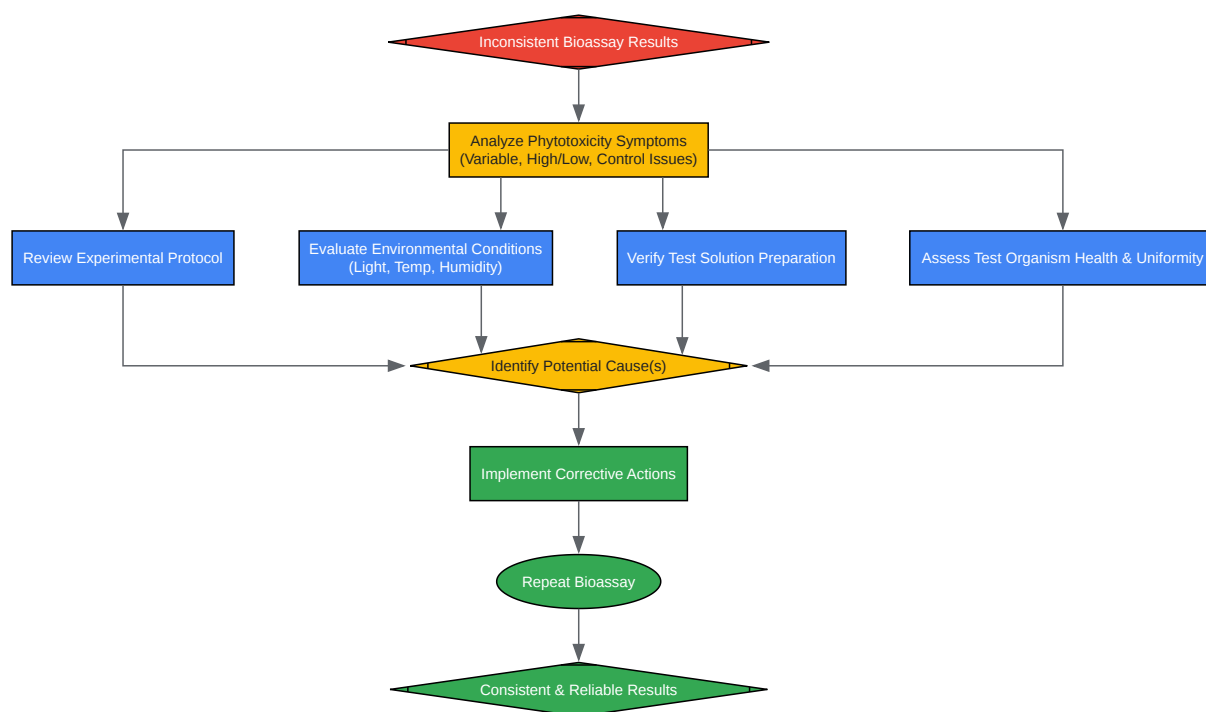 Inconsistent Bioassay Results
Analyze Phytotoxicity Symptoms
(Variable, High/Low, Control Issues)
Review Experimental Protocol
Evaluate Environmental Conditions
(Light, Temp, Humidity)
Verify Test Solution Preparation
Assess Test Organism Health & Uniformity
Identify Potential Cause(s)
Implement Corrective Actions
Repeat Bioassay
Consistent & Reliable Results